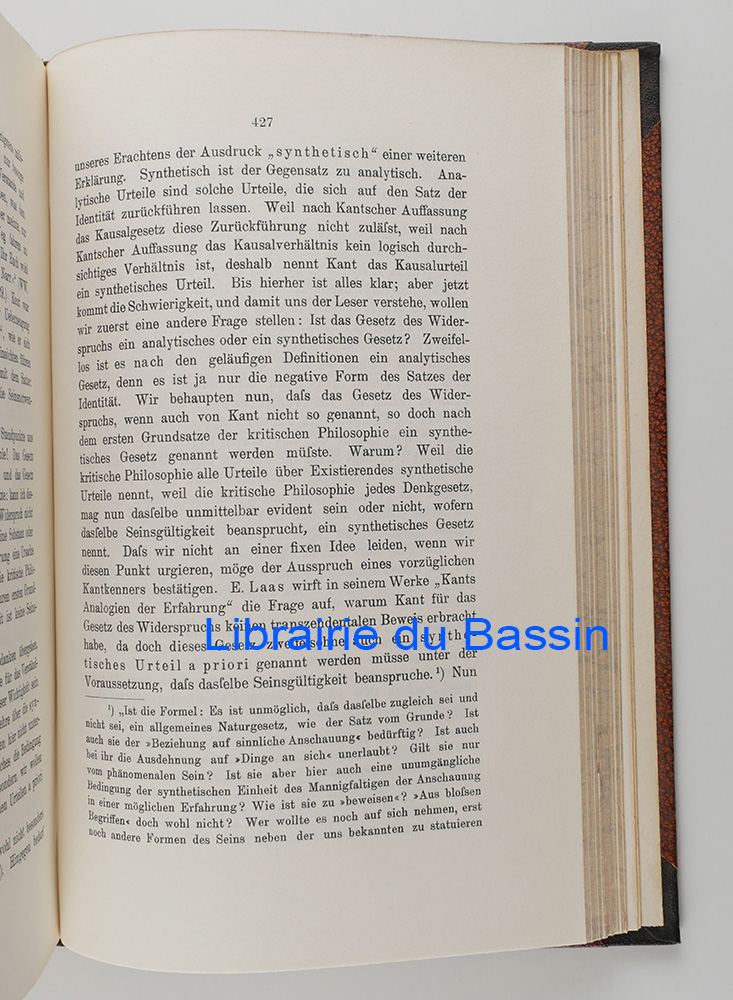 427
unseres Erachtens der Ausdruck „synthetisch“ einer weiteren
Erklärung. Synthetisch ist der Gegensatz zu analytisch. Ana-
lytische Urteile sind solche Urteile, die sich auf den Satz der
Identität zurückführen lassen. Weil nach Kantscher Auffassung
das Kausalgesetz diese Zurückführung nicht zuläſst, weil nach
Kantscher Auffassung das Kausalverhältnis kein logisch durch-
sichtiges Verhältnis ist, deshalb nennt Kant das Kausalurteil
ein synthetisches Urteil. Bis hierher ist alles klar; aber jetzt
kommt die Schwierigkeit, und damit uns der Leser verstehe, wollen
wir zuerst eine andere Frage stellen: Ist das Gesetz des Wider-
spruchs ein analytisches oder ein synthetisches Gesetz? Zweifel-
los ist es nach den geläufigen Definitionen ein analytisches
Gesetz, denn es ist ja nur die negative Form des Satzes der
Identität. Wir behaupten nun, daſs das Gesetz des Wider-
spruchs, wenn auch von Kant nicht so genannt, so doch nach
dem ersten Grundsatze der kritischen Philosophie ein synthe-
tisches Gesetz genannt werden müſste. Warum? Weil die
kritische Philosophie alle Urteile über Existierendes synthetische
Urteile nennt, weil die kritische Philosophie jedes Denkgesetz,
mag nun dasſelbe unmittelbar evident sein oder nicht, wofern
dasſelbe Seinsgültigkeit beansprucht, ein synthetisches Gesetz
nennt. Daſs wir nicht an einer fixen Idee leiden, wenn wir
diesen Punkt urgieren, möge der Ausspruch eines vorzüglichen
Kantkenners bestätigen. E. Laas wirft in seinem Werke „Kants
Analogien der Erfahrung“ die Frage auf, warum Kant für das
Gesetz des Widerspruchs keinen transzendentalen Beweis erbracht
habe, da doch dieses Gesetz zweifelsohne auch ein synthe-
tisches Urteil a priori genannt werden müsse unter der
Voraussetzung, daſs dasſelbe Seinsgültigkeit beanspruche.¹) Nun
¹) „Ist die Formel: Es ist unmöglich, daſs dasſelbe zugleich sei und
nicht sei, ein allgemeines Naturgesetz, wie der Satz vom Grunde? Ist
auch sie der »Beziehung auf sinnliche Anschauung« bedürftig? Ist auch
bei ihr die Ausdehnung auf »Dinge an sich« unerlaubt? Gilt sie nur
vom phänomenalen Sein? Ist sie aber hier auch eine unumgängliche
Bedingung der synthetischen Einheit des Mannigfaltigen der Anschauung
in einer möglichen Erfahrung? Wie ist sie zu »beweisen«? »Aus bloſsen
Begriffen« doch wohl nicht? Wer wollte es noch auf sich nehmen, erst
noch andere Formen des Seins neben der uns bekannten zu statuieren
Librairie du Bassin